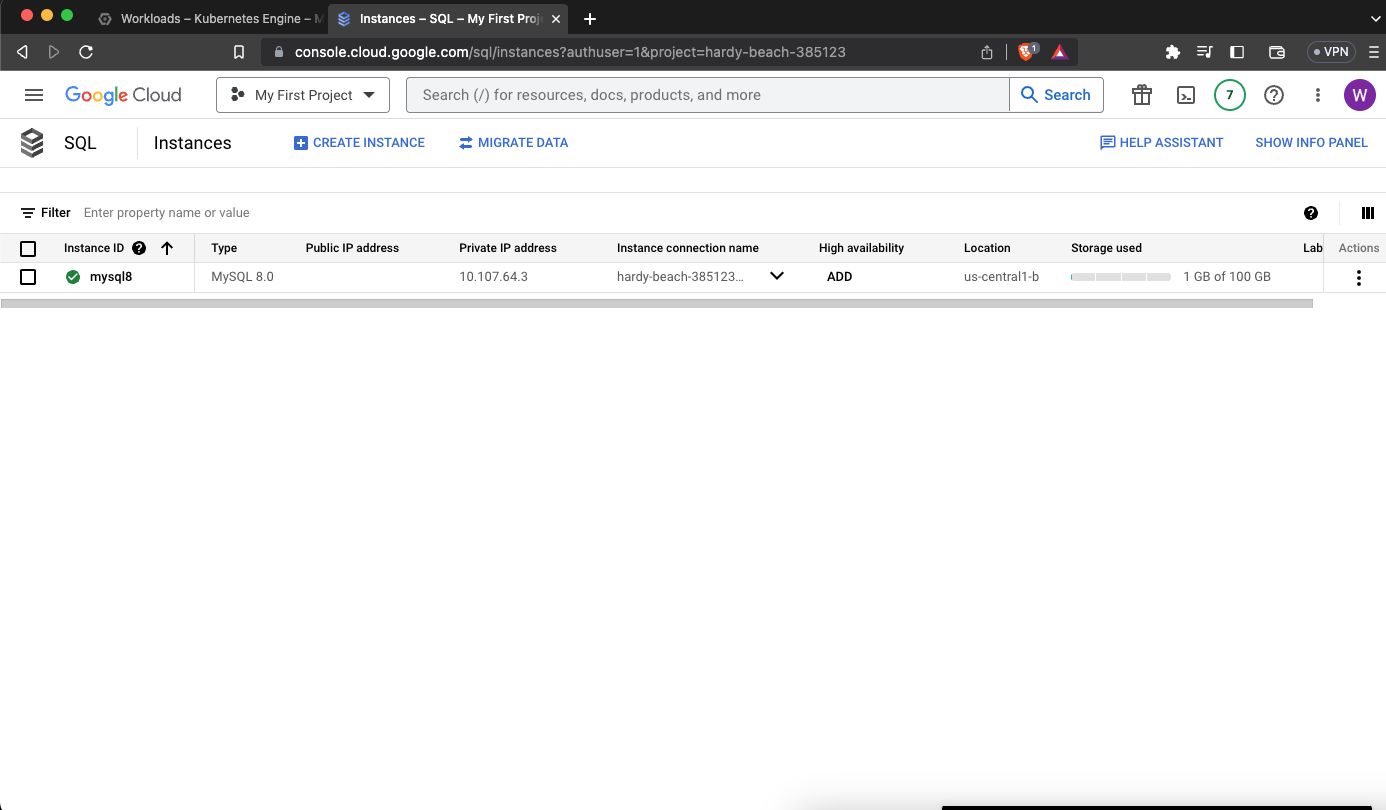 Workloads – Kubernetes Engine – M
Instances – SQL – My First Proj
console.cloud.google.com/sql/instances?authuser=1&project=hardy-beach-385123
1
VPN
Google Cloud
My First Project
Search (/) for resources, docs, products, and more
Search
7
W
SQL
Instances
CREATE INSTANCE
MIGRATE DATA
HELP ASSISTANT
SHOW INFO PANEL
Filter
Enter property name or value
Instance ID Type Public IP address Private IP address Instance connection name High availability Location Storage used Lab Actions
mysql8 MySQL 8.0 10.107.64.3 hardy-beach-385123... ADD us-central1-b 1 GB of 100 GB